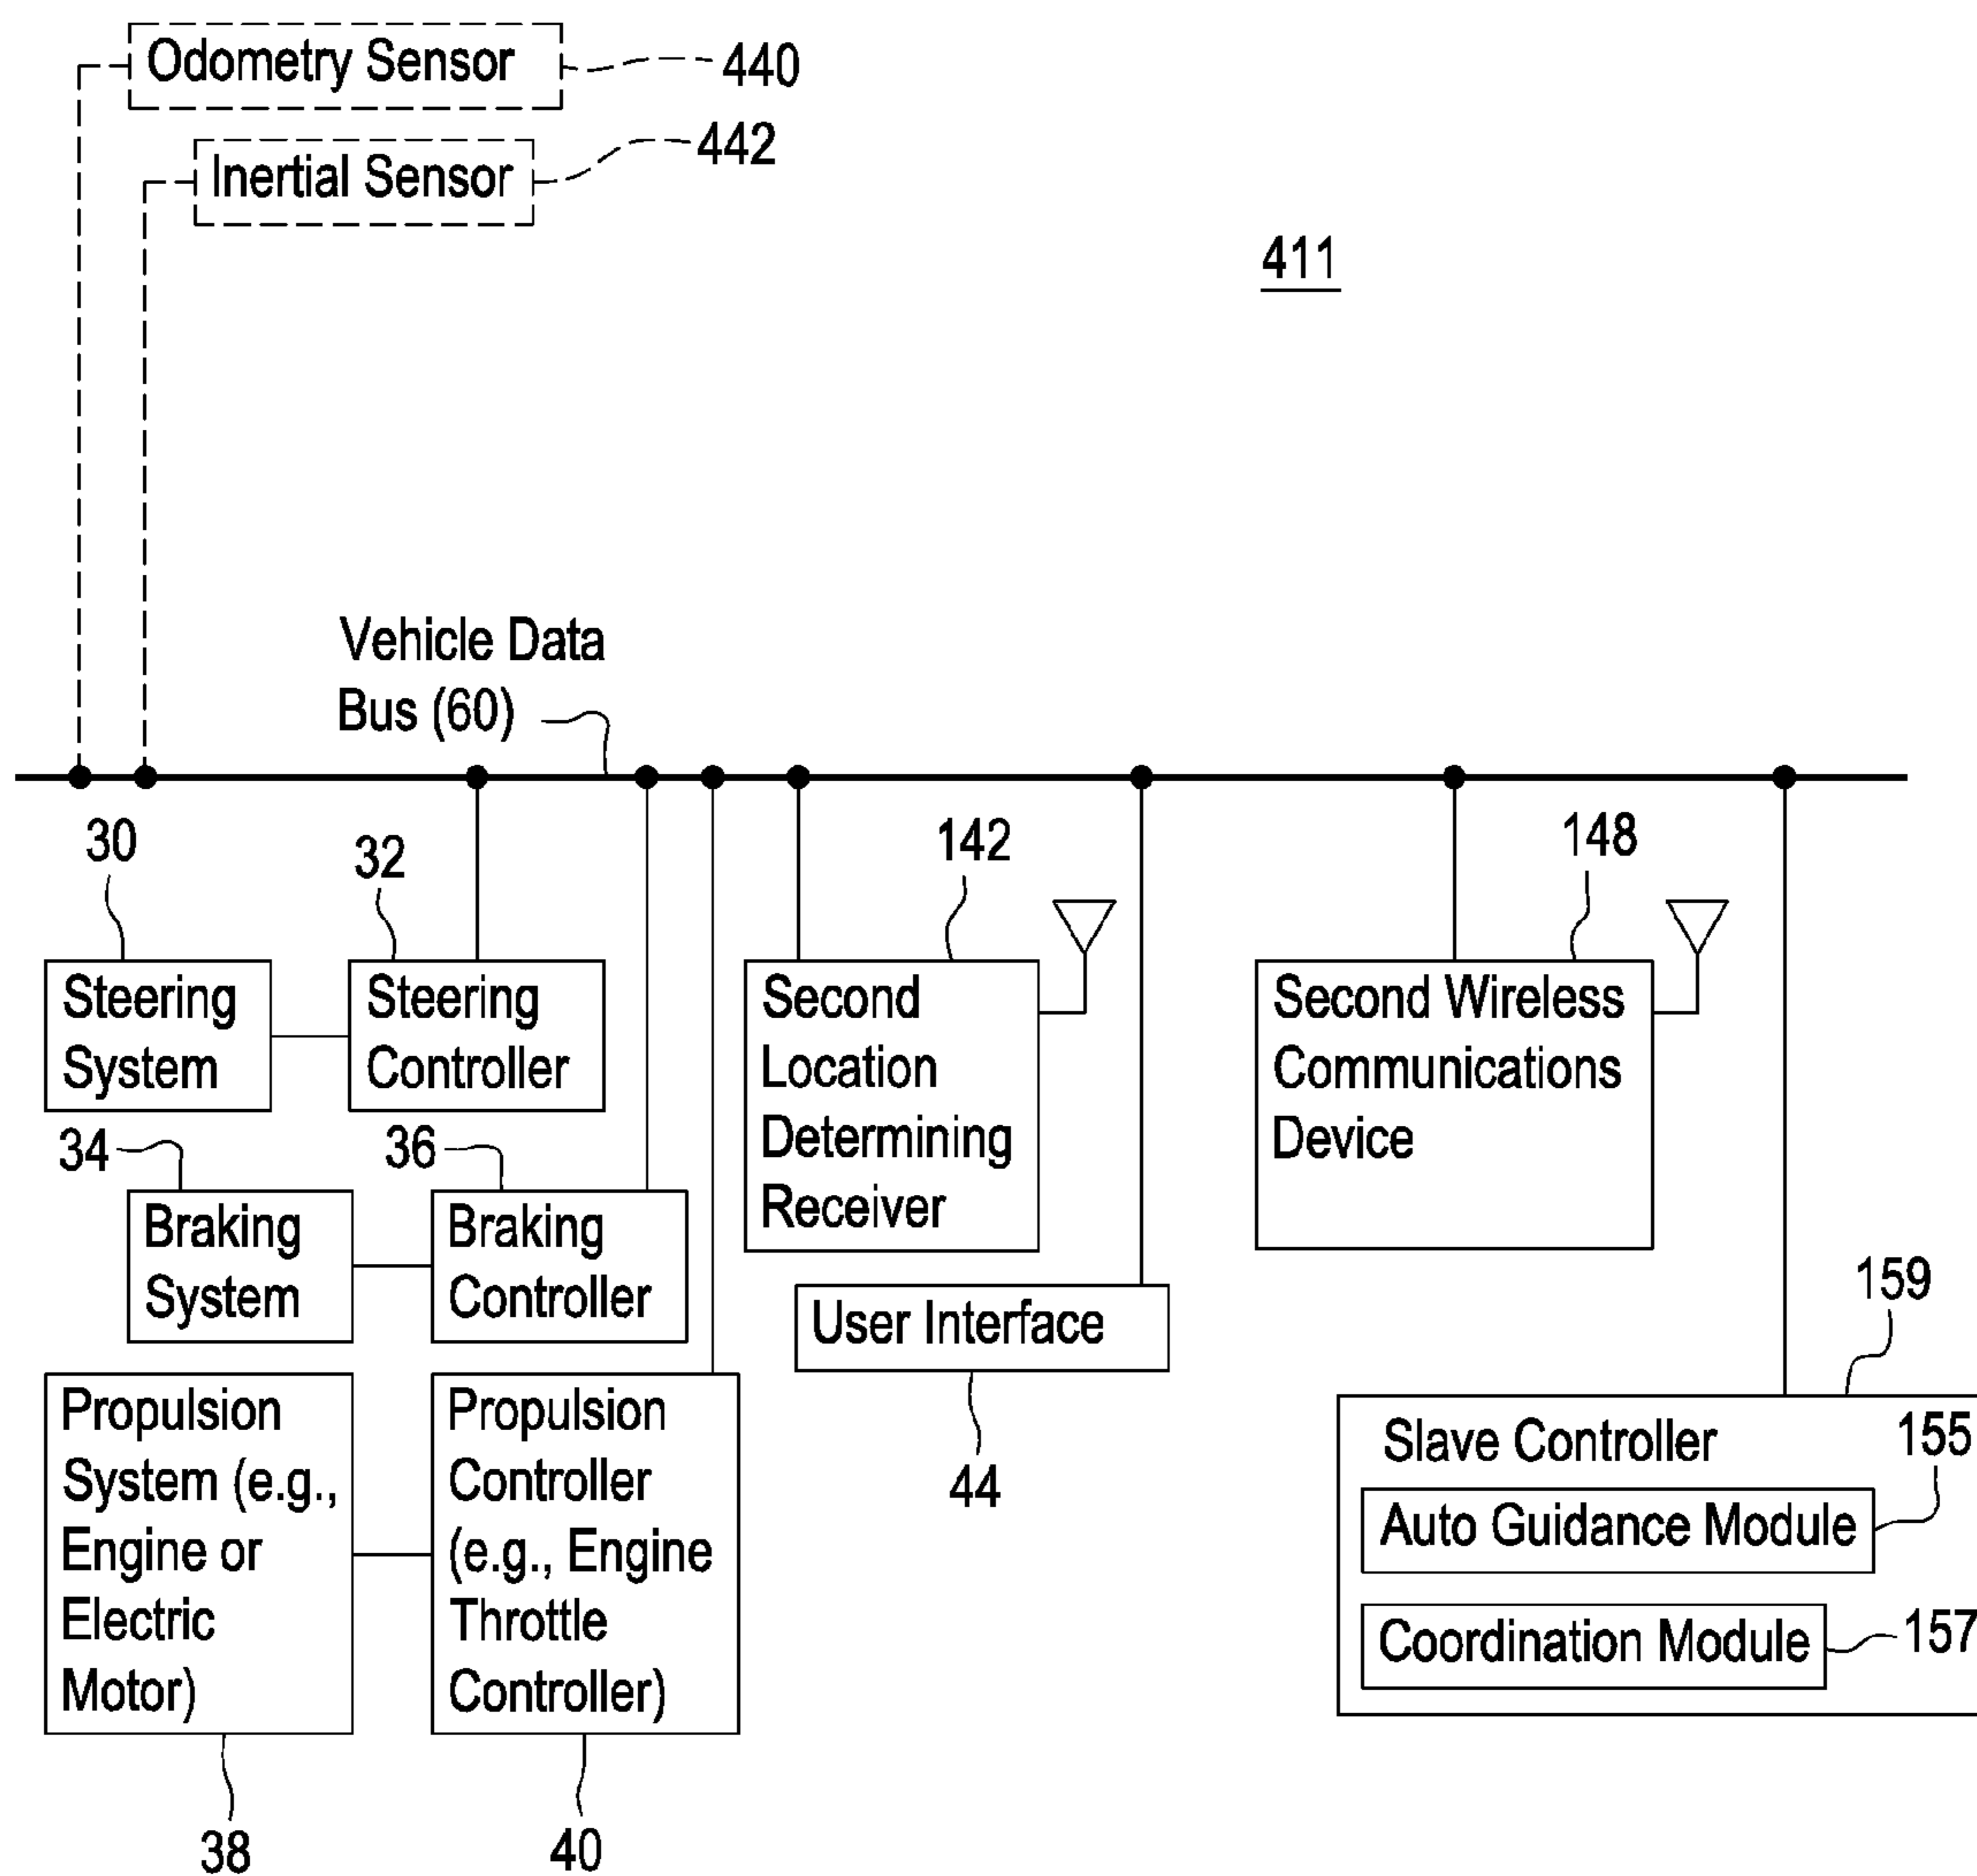 Odometry Sensor
440
Inertial Sensor
442
411
Vehicle Data
Bus (60)
30
32
142
148
Steering
System
Steering
Controller
Second
Location
Determining
Receiver
Second Wireless
Communications
Device
34
36
Braking
System
Braking
Controller
User Interface
44
159
Propulsion
System (e.g.,
Engine or
Electric
Motor)
Propulsion
Controller
(e.g., Engine
Throttle
Controller)
Slave Controller
155
Auto Guidance Module
Coordination Module
157
38
40